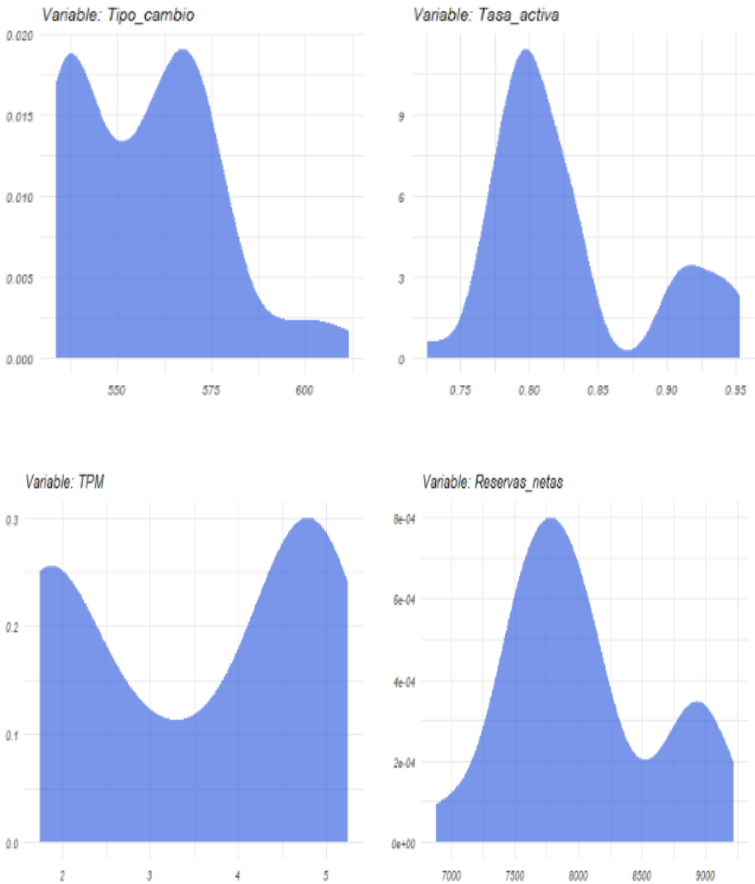 Variable: Tipo_cambio
0.020
0.015
0.010
0.005
0.000
550 575 600
Variable: Tasa_activa
9
6
3
0
0.75 0.80 0.85 0.90 0.95
Variable: TPM
0.3
0.2
0.1
0.0
2 3 4 5
Variable: Reservas_netas
8e-04
6e-04
4e-04
2e-04
0e+00
7000 7500 8000 8500 9000